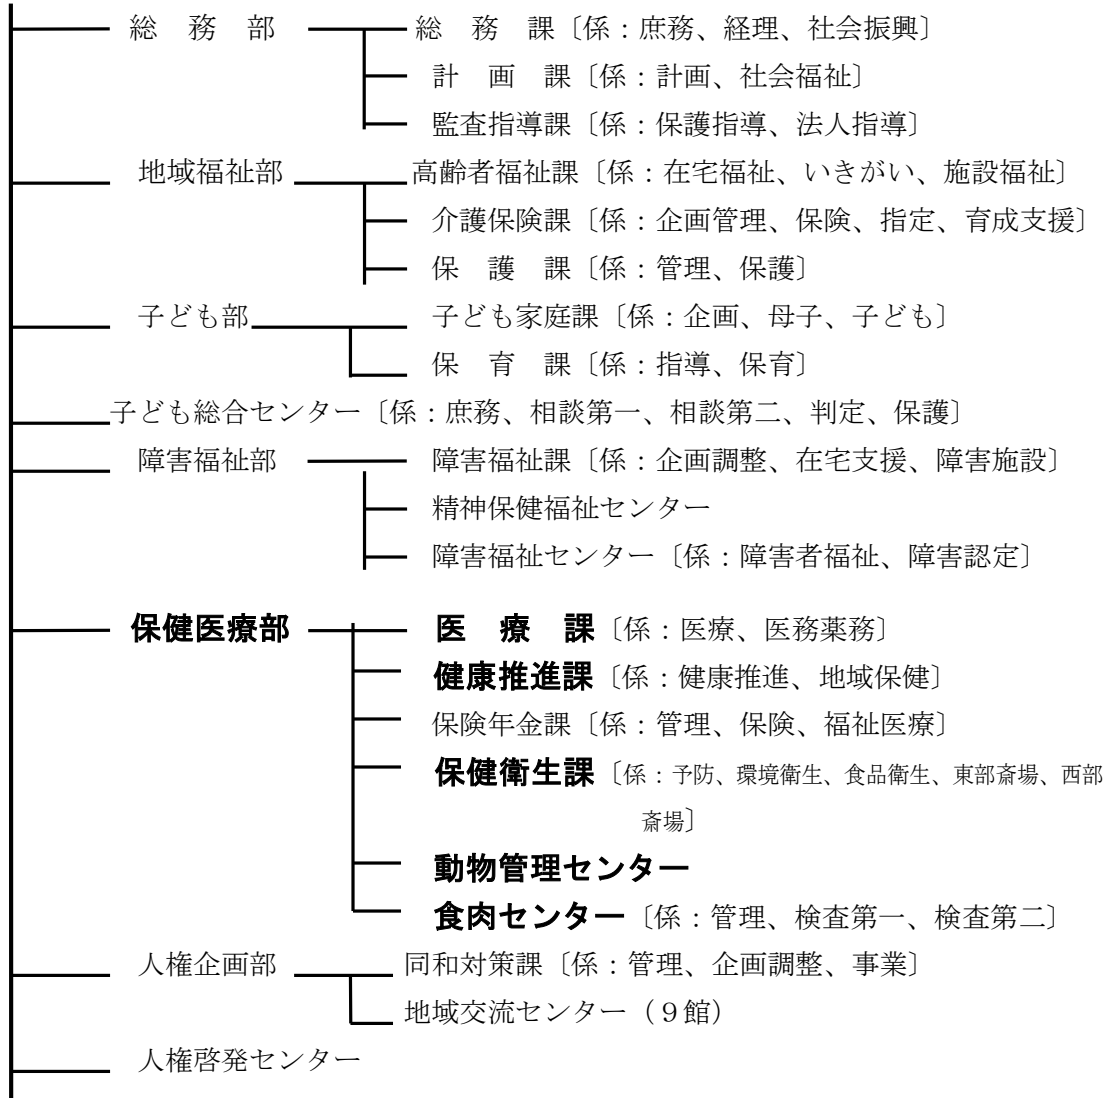 総　務　部　総　務　課〔係：庶務、経理、社会振興〕
計　画　課〔係：計画、社会福祉〕
監査指導課〔係：保護指導、法人指導〕
地域福祉部　高齢者福祉課〔係：在宅福祉、いきがい、施設福祉〕
介護保険課〔係：企画管理、保険、指定、育成支援〕
保　護　課〔係：管理、保護〕
子ども部　子ども家庭課〔係：企画、母子、子ども〕
保　育　課〔係：指導、保育〕
子ども総合センター〔係：庶務、相談第一、相談第二、判定、保護〕
障害福祉部　障害福祉課〔係：企画調整、在宅支援、障害施設〕
精神保健福祉センター
障害福祉センター〔係：障害者福祉、障害認定〕
保健医療部　医　療　課〔係：医療、医務薬務〕
健康推進課〔係：健康推進、地域保健〕
保険年金課〔係：管理、保険、福祉医療〕
保健衛生課〔係：予防、環境衛生、食品衛生、東部斎場、西部
斎場〕
動物管理センター
食肉センター〔係：管理、検査第一、検査第二〕
人権企画部　同和対策課〔係：管理、企画調整、事業〕
地域交流センター（９館）
人権啓発センター